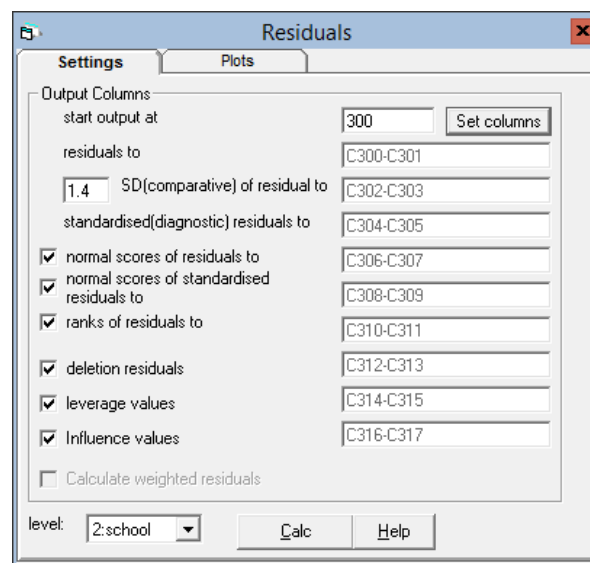 Residuals
Settings Plots
Output Columns
start output at 300 Set columns
residuals to C300-C301
1.4 SD(comparative) of residual to C302-C303
standardised(diagnostic) residuals to C304-C305
normal scores of residuals to C306-C307
normal scores of standardised
residuals to C308-C309
ranks of residuals to C310-C311
deletion residuals C312-C313
leverage values C314-C315
Influence values C316-C317
Calculate weighted residuals
level: 2:school Calc Help